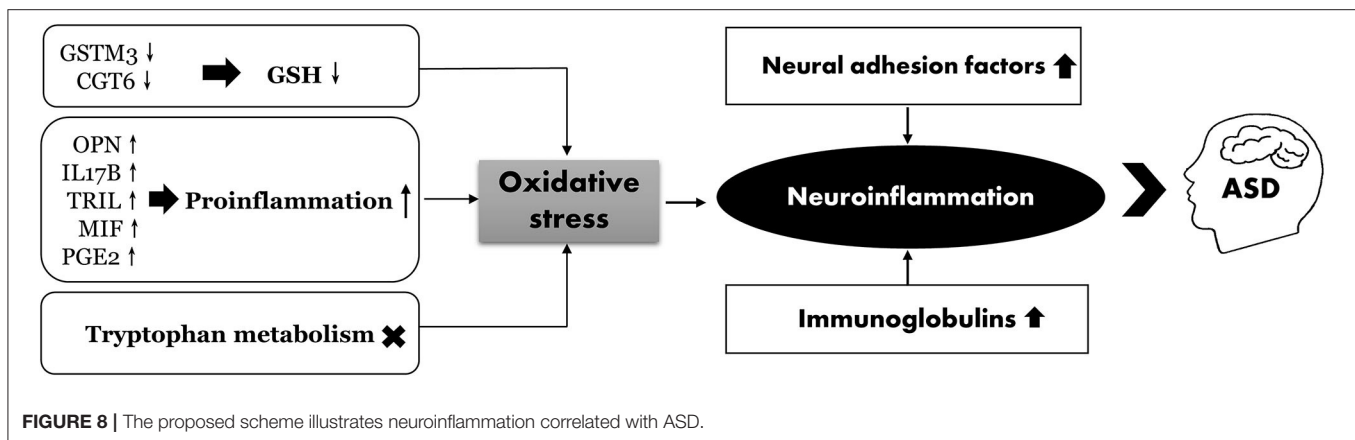 GSTM3 ↓
CGT6 ↓
GSH ↓
OPN ↑
IL17B ↑
TRIL ↑
MIF ↑
PGE2 ↑
Proinflammation ↑
Tryptophan metabolism ✖
Oxidative
stress
Neural adhesion factors ⬆
Neuroinflammation
Immunoglobulins ⬆
ASD
FIGURE 8 | The proposed scheme illustrates neuroinflammation correlated with ASD.